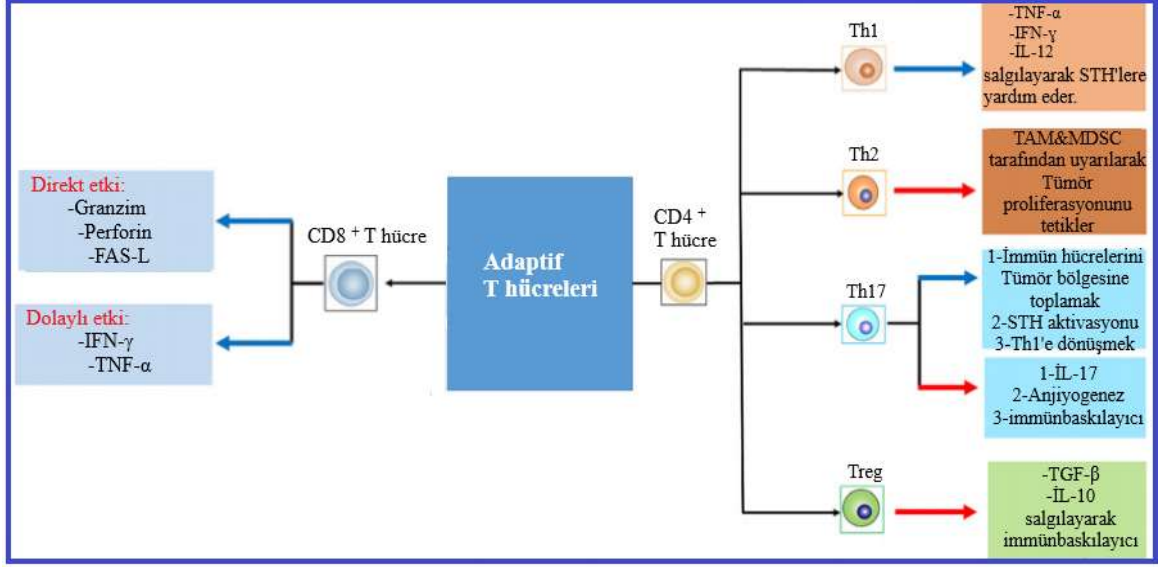 Direkt etki:
-Granzim
-Perforin
-FAS-L
Dolaylı etki:
-IFN-γ
-TNF-α
CD8 + T hücre
Adaptif
T hücreleri
CD4 +
T hücre
Th1
-TNF-α
-IFN-γ
-İL-12
salgılayarak STH'lere
yardım eder.
Th2
TAM&MDSC
tarafından uyarılarak
Tümör
proliferasyonunu
tetikler
Th17
1-İmmün hücrelerini
Tümör bölgesine
toplamak
2-STH aktivasyonu
3-Th1'e dönüşmek
1-İL-17
2-Anjiyogenez
3-immünbaskılayıcı
Treg
-TGF-β
-İL-10
salgılayarak
immünbaskılayıcı